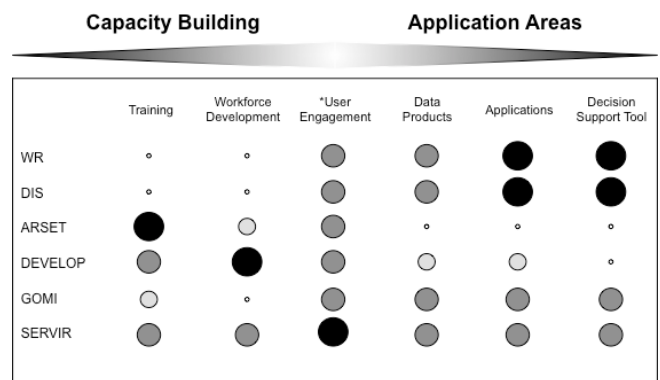 Capacity Building Application Areas
Training Workforce Development *User Engagement Data Products Applications Decision Support Tool
WR
DIS
ARSET
DEVELOP
GOMI
SERVIR